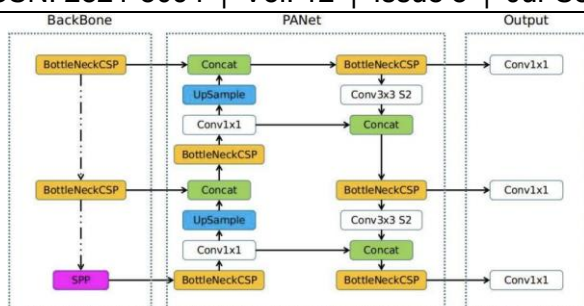 BackBone PANet Output
BottleNeckCSP Concat BottleNeckCSP Conv1x1
UpSample Conv3x3 S2
Conv1x1 Concat
BottleNeckCSP
BottleNeckCSP Concat BottleNeckCSP Conv1x1
UpSample Conv3x3 S2
Conv1x1 Concat
SPP BottleNeckCSP BottleNeckCSP Conv1x1